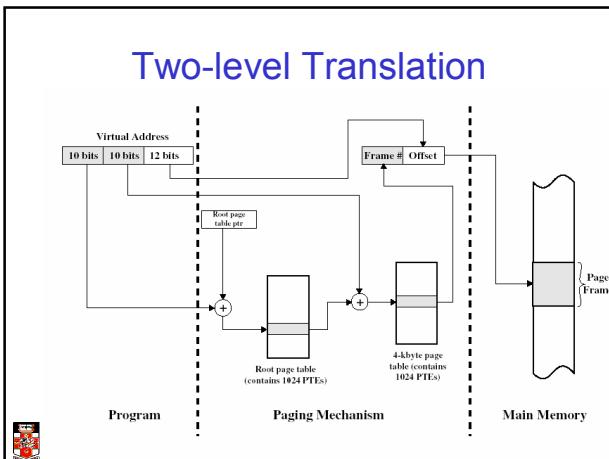 Two-level Translation
Virtual Address
10 bits 10 bits 12 bits
Frame # Offset
Root page
table ptr
+
+
Page
Frame
Root page table
(contains 1024 PTEs)
4-kbyte page
table (contains
1024 PTEs)
Program
Paging Mechanism
Main Memory